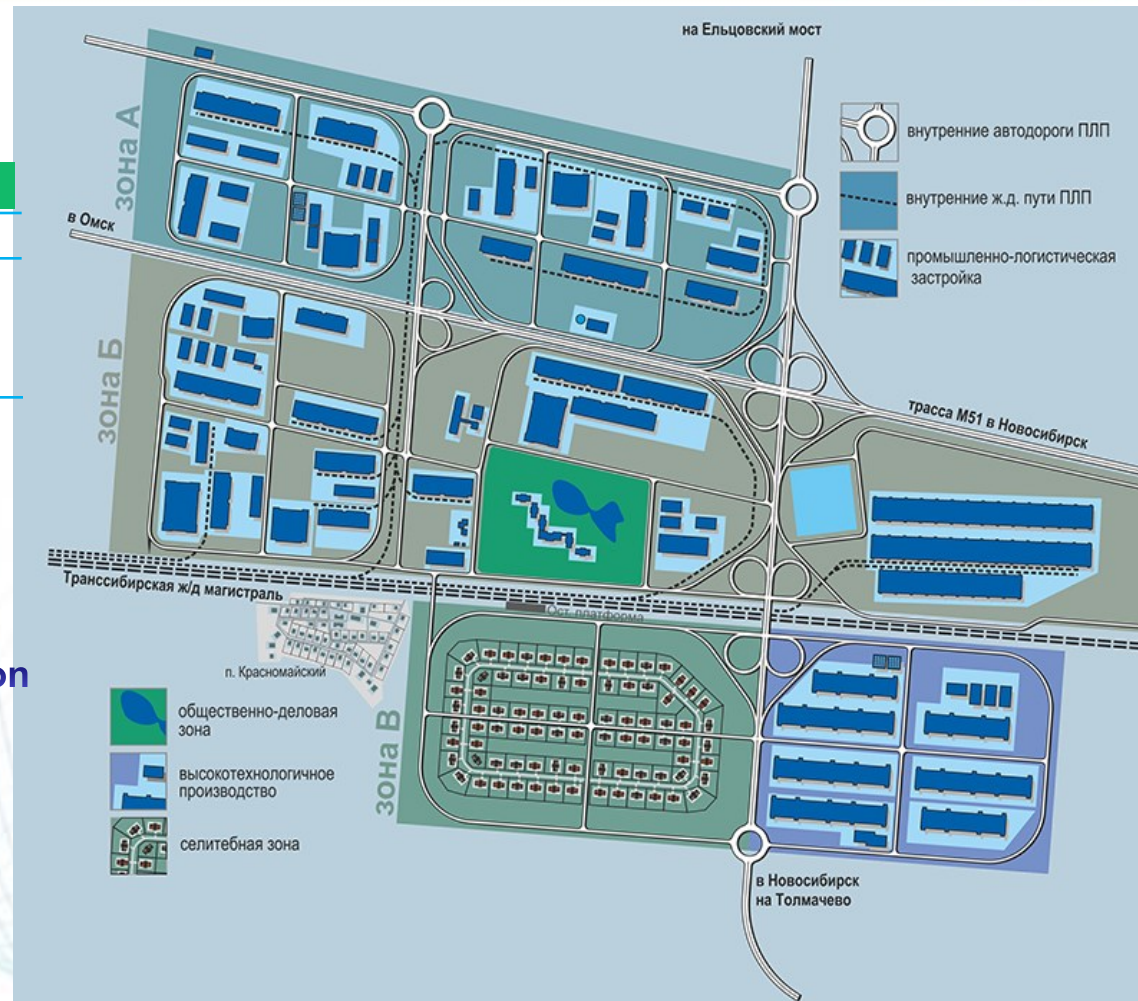 на Ельцовский мост
зона А
внутренние автодороги ПЛП
внутренние ж.д. пути ПЛП
в Омск
промышленно-логистическая
застройка
зона Б
трасса М51 в Новосибирск
Транссибирская ж/д магистраль
Ост. платформа
on
п. Красномайский
общественно-деловая
зона
зона В
высокотехнологичное
производство
селитебная зона
в Новосибирск
на Толмачево